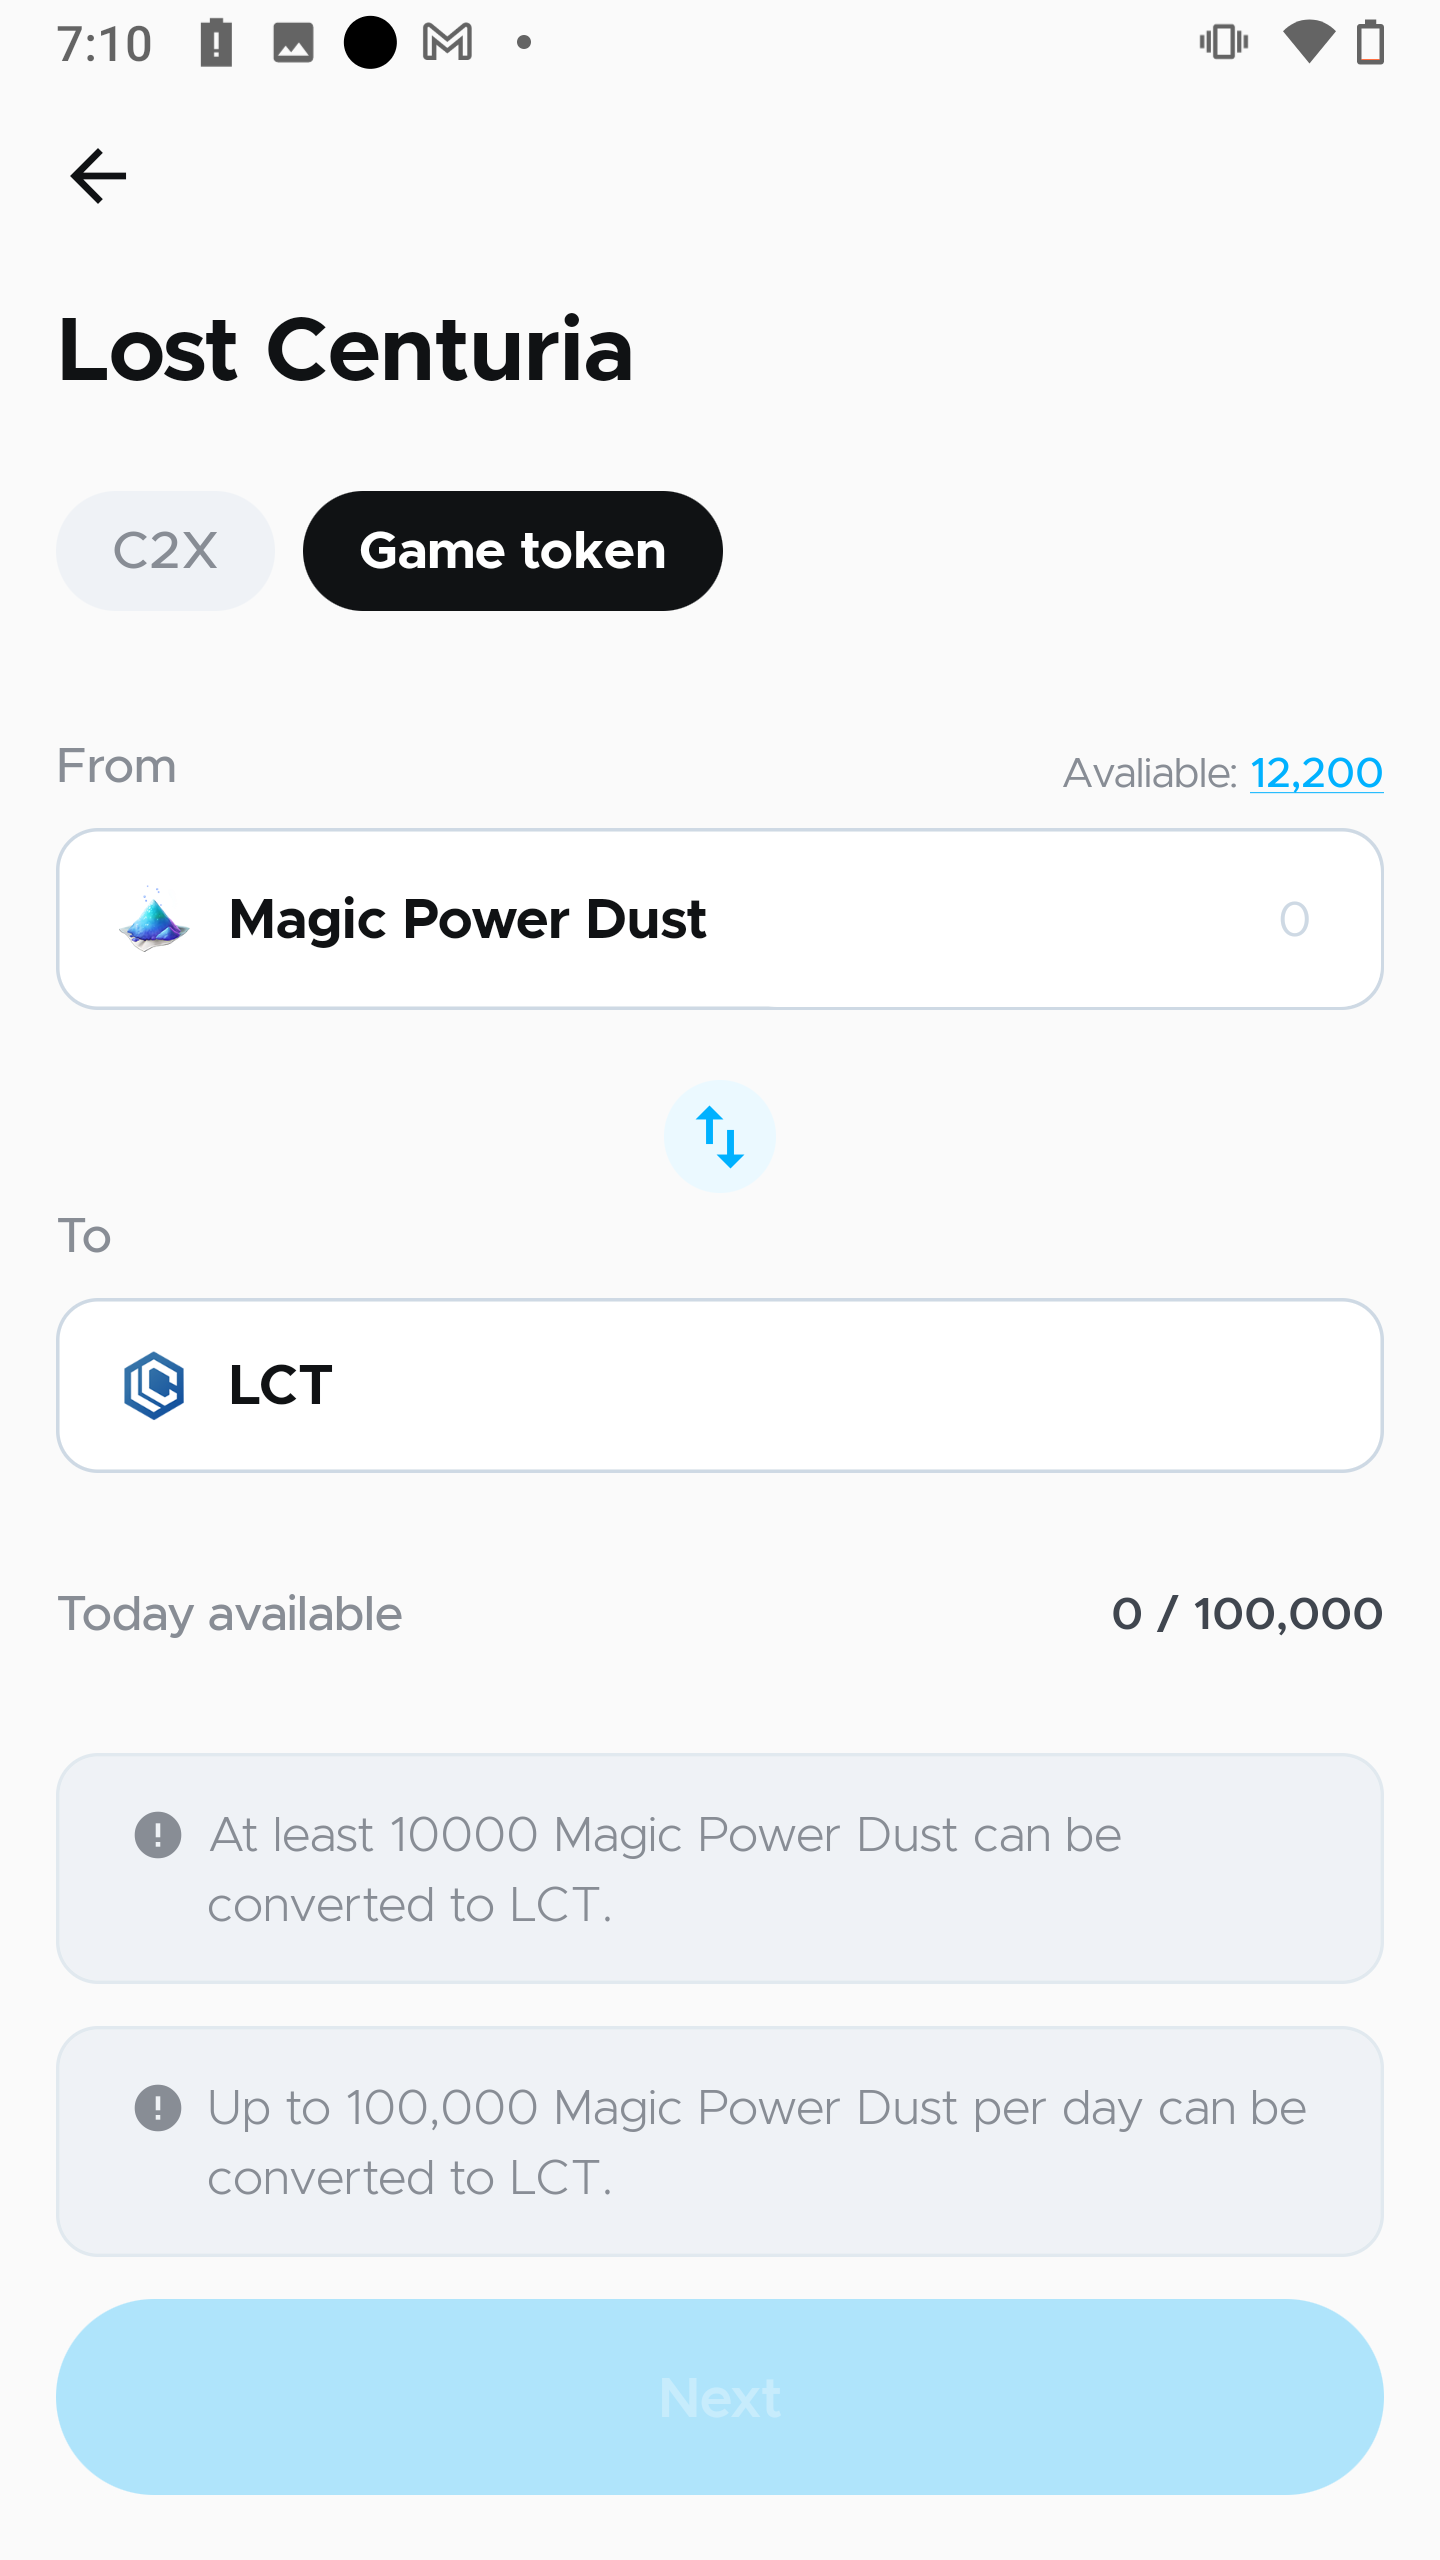 7:10
Lost Centuria
C2X
Game token
From
Avaliable: 12,200
Magic Power Dust
0
To
LCT
Today available
0 / 100,000
At least 10000 Magic Power Dust can be
converted to LCT.
Up to 100,000 Magic Power Dust per day can be
converted to LCT.
Next